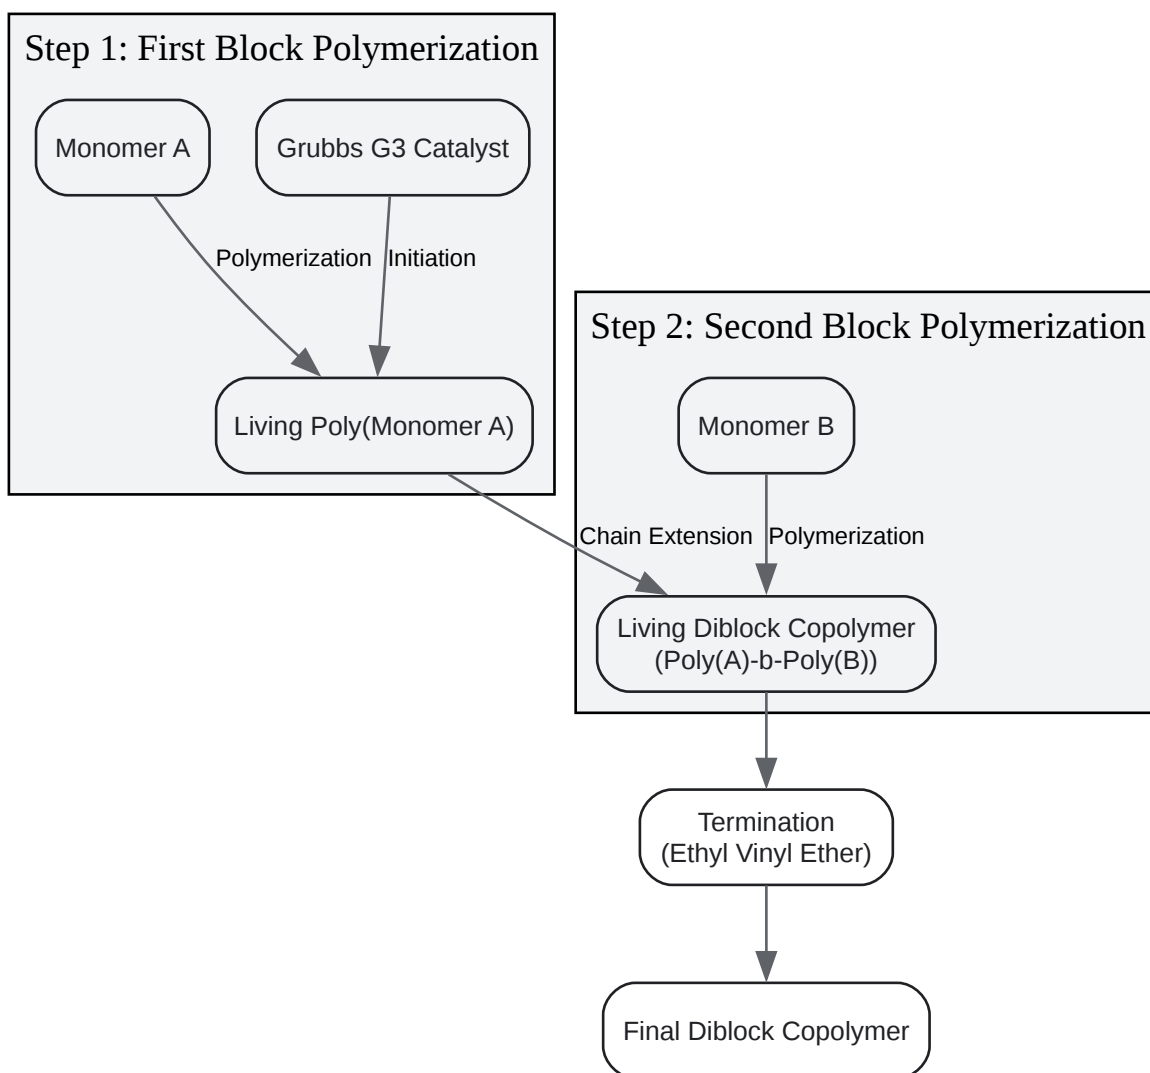 Step 1: First Block Polymerization
Monomer A
Grubbs G3 Catalyst
Polymerization
Initiation
Living Poly(Monomer A)
Step 2: Second Block Polymerization
Monomer B
Chain Extension
Polymerization
Living Diblock Copolymer
(Poly(A)-b-Poly(B))
Termination
(Ethyl Vinyl Ether)
Final Diblock Copolymer